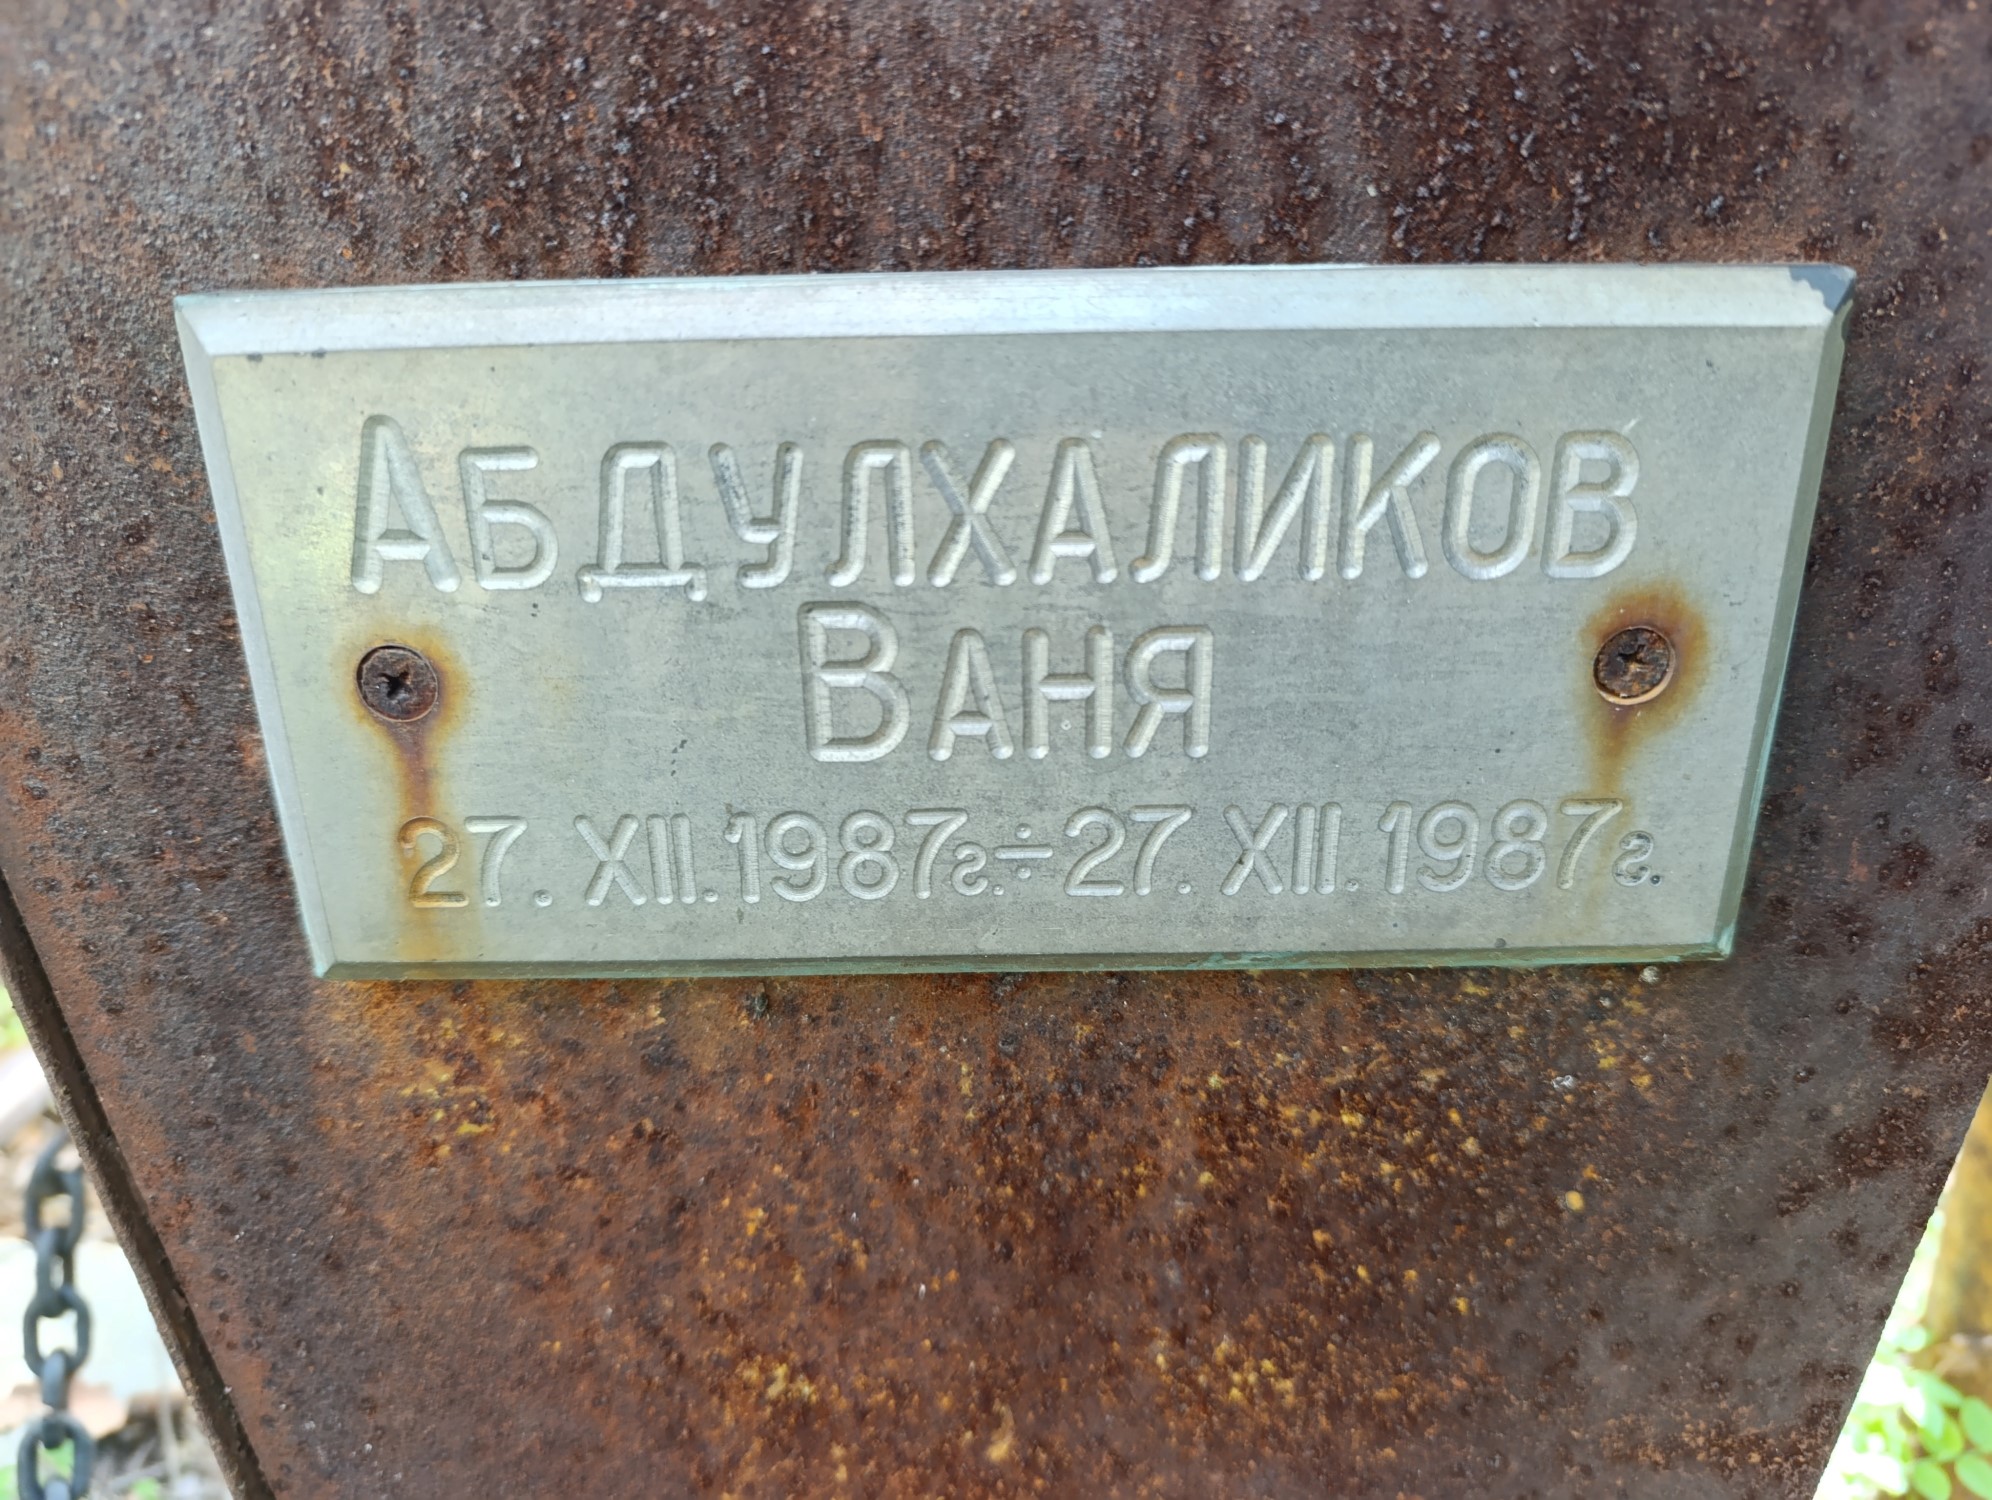 Абдулхаликов
Ваня
27. XII. 1987г. ÷ 27. XII. 1987г.